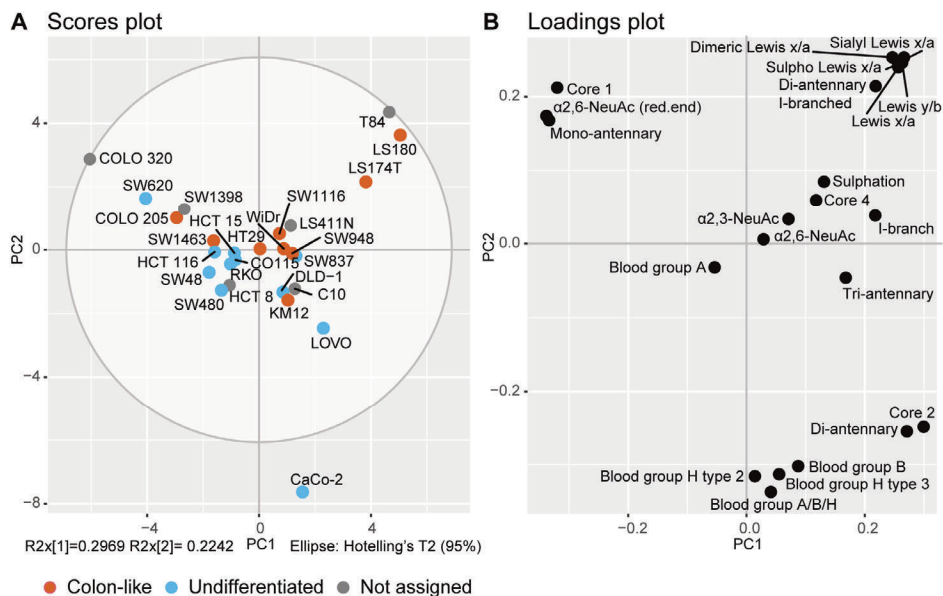 A Scores plot
T84
LS180
LS174T
COLO 320
SW620
SW1398
SW1116
COLO 205
HCT 15
WiDr
LS411N
SW1463
HT29
SW948
HCT 116
CO115
SW837
SW48
RKO
DLD−1
SW480
HCT 8
C10
KM12
LOVO
CaCo-2
4
0
−4
−8
PC2
−4
0
4
R2x[1]=0.2969 R2x[2]= 0.2242
PC1
Ellipse: Hotelling's T2 (95%)
Colon-like
Undifferentiated
Not assigned
B Loadings plot
Dimeric Lewis x/a
Sialyl Lewis x/a
Sulpho Lewis x/a
Di-antennary
I-branched
Lewis y/b
Lewis x/a
Core 1
α2,6-NeuAc (red.end)
Mono-antennary
Sulphation
Core 4
α2,3-NeuAc
I-branch
α2,6-NeuAc
Blood group A
Tri-antennary
Core 2
Di-antennary
Blood group B
Blood group H type 2
Blood group H type 3
Blood group A/B/H
0.2
0.0
−0.2
PC2
−0.2
0.0
0.2
PC1